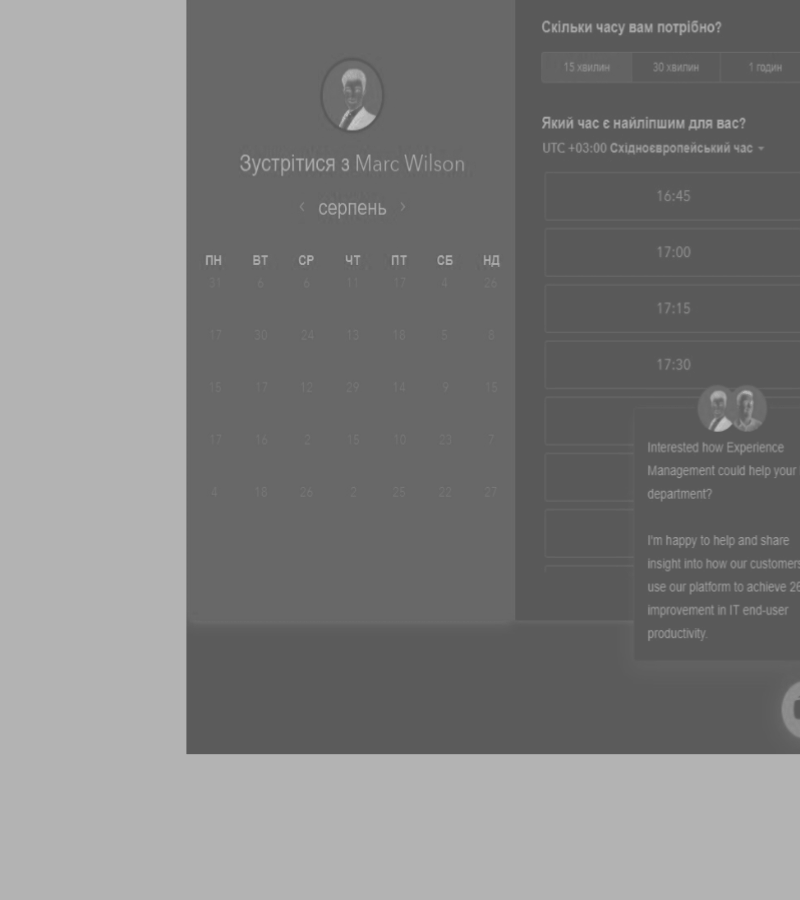 Зустрітися з Marc Wilson
серпень
ПН ВТ СР ЧТ ПТ СБ НД
31 6 6 11 17 4 26
17 30 24 13 18 5 8
15 17 12 29 14 9 15
17 16 2 15 10 23 7
4 18 26 2 25 22 27
Скільки часу вам потрібно?
15 хвилин 30 хвилин 1 годин
Який час є найліпшим для вас?
UTC +03:00 Східноєвропейський час
16:45
17:00
17:15
17:30
Interested how Experience
Management could help your
department?
I'm happy to help and share
insight into how our customers
use our platform to achieve 26
improvement in IT end-user
productivity.